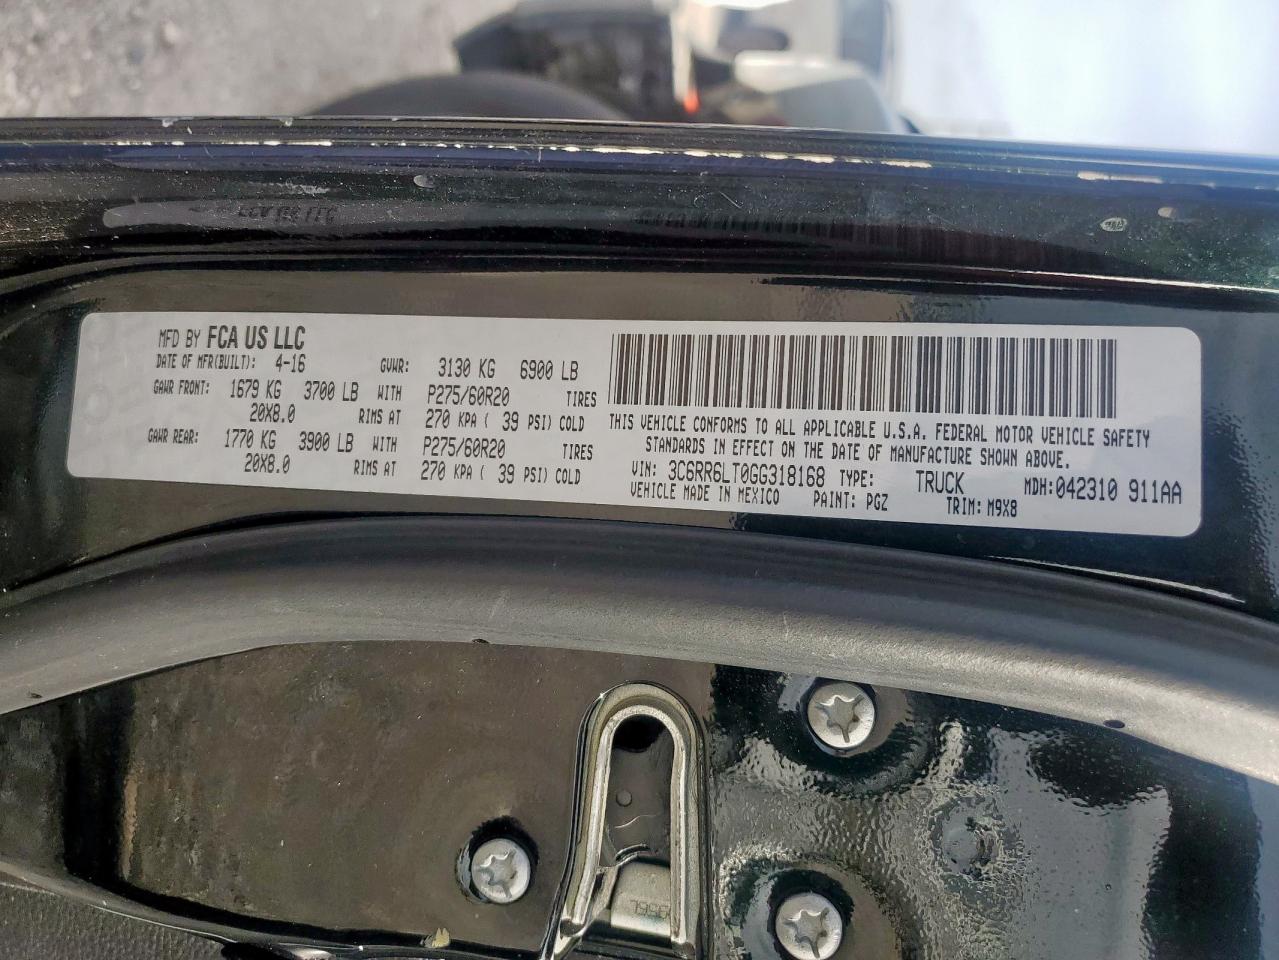 MFD BY FCA US LLC
DATE OF MFR(BUILT): 4-16 GVWR: 3130 KG 6900 LB
GAWR FRONT: 1679 KG 3700 LB WITH P275/60R20 TIRES
20X8.0 RIMS AT 270 KPA ( 39 PSI) COLD
GAWR REAR: 1770 KG 3900 LB WITH P275/60R20 TIRES
20X8.0 RIMS AT 270 KPA ( 39 PSI) COLD
THIS VEHICLE CONFORMS TO ALL APPLICABLE U.S.A. FEDERAL MOTOR VEHICLE SAFETY
STANDARDS IN EFFECT ON THE DATE OF MANUFACTURE SHOWN ABOVE.
VIN: 3C6RR6LT0GG318168 TYPE: TRUCK MDH:042310 911AA
VEHICLE MADE IN MEXICO PAINT: PGZ TRIM: M9X8